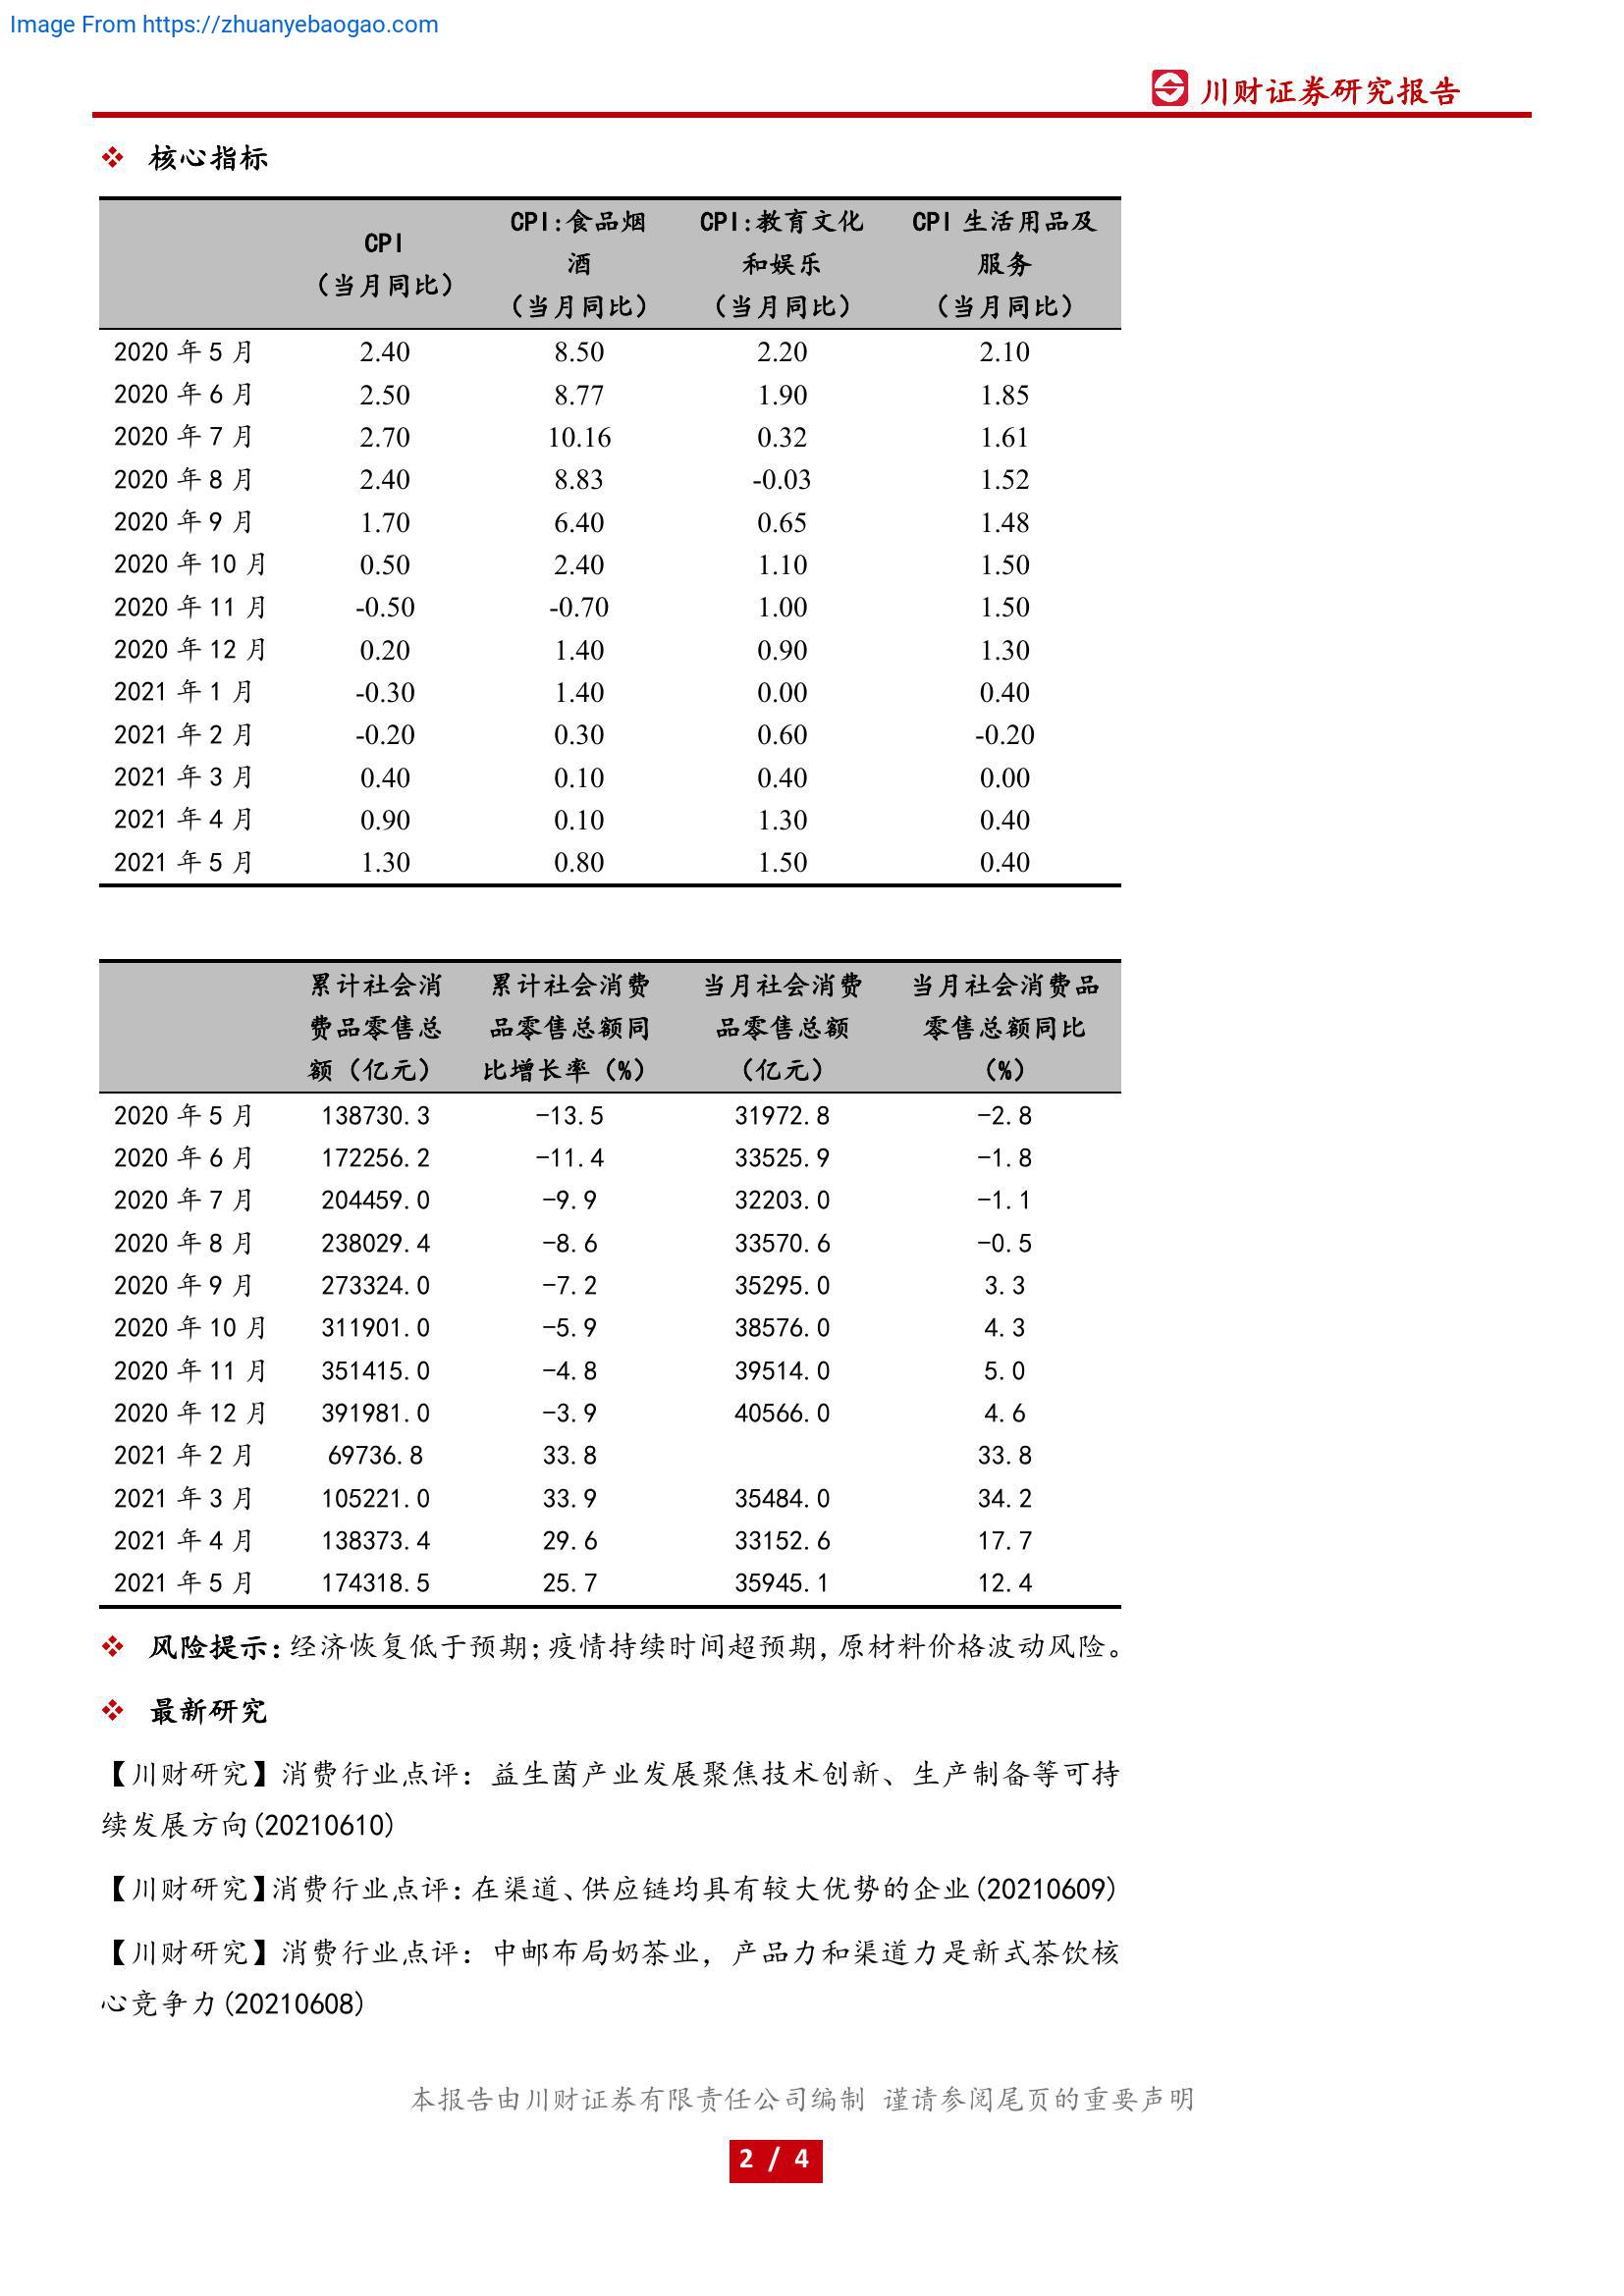 Image From https://zhuanyebaogao.com
川财证券研究报告
❖ 核心指标
CPI（当月同比） CPI:食品烟酒（当月同比） CPI:教育文化和娱乐（当月同比） CPI 生活用品及服务（当月同比）
2020 年 5 月 2.40 8.50 2.20 2.10
2020 年 6 月 2.50 8.77 1.90 1.85
2020 年 7 月 2.70 10.16 0.32 1.61
2020 年 8 月 2.40 8.83 -0.03 1.52
2020 年 9 月 1.70 6.40 0.65 1.48
2020 年 10 月 0.50 2.40 1.10 1.50
2020 年 11 月 -0.50 -0.70 1.00 1.50
2020 年 12 月 0.20 1.40 0.90 1.30
2021 年 1 月 -0.30 1.40 0.00 0.40
2021 年 2 月 -0.20 0.30 0.60 -0.20
2021 年 3 月 0.40 0.10 0.40 0.00
2021 年 4 月 0.90 0.10 1.30 0.40
2021 年 5 月 1.30 0.80 1.50 0.40
累计社会消费品零售总额（亿元） 累计社会消费品零售总额同比增长率（%） 当月社会消费品零售总额（亿元） 当月社会消费品零售总额同比（%）
2020 年 5 月 138730.3 -13.5 31972.8 -2.8
2020 年 6 月 172256.2 -11.4 33525.9 -1.8
2020 年 7 月 204459.0 -9.9 32203.0 -1.1
2020 年 8 月 238029.4 -8.6 33570.6 -0.5
2020 年 9 月 273324.0 -7.2 35295.0 3.3
2020 年 10 月 311901.0 -5.9 38576.0 4.3
2020 年 11 月 351415.0 -4.8 39514.0 5.0
2020 年 12 月 391981.0 -3.9 40566.0 4.6
2021 年 2 月 69736.8 33.8 33.8
2021 年 3 月 105221.0 33.9 35484.0 34.2
2021 年 4 月 138373.4 29.6 33152.6 17.7
2021 年 5 月 174318.5 25.7 35945.1 12.4
❖ 风险提示：经济恢复低于预期；疫情持续时间超预期，原材料价格波动风险。
❖ 最新研究
【川财研究】消费行业点评：益生菌产业发展聚焦技术创新、生产制备等可持
续发展方向(20210610)
【川财研究】消费行业点评：在渠道、供应链均具有较大优势的企业(20210609)
【川财研究】消费行业点评：中邮布局奶茶业，产品力和渠道力是新式茶饮核
心竞争力(20210608)
本报告由川财证券有限责任公司编制 谨请参阅尾页的重要声明
2 / 4